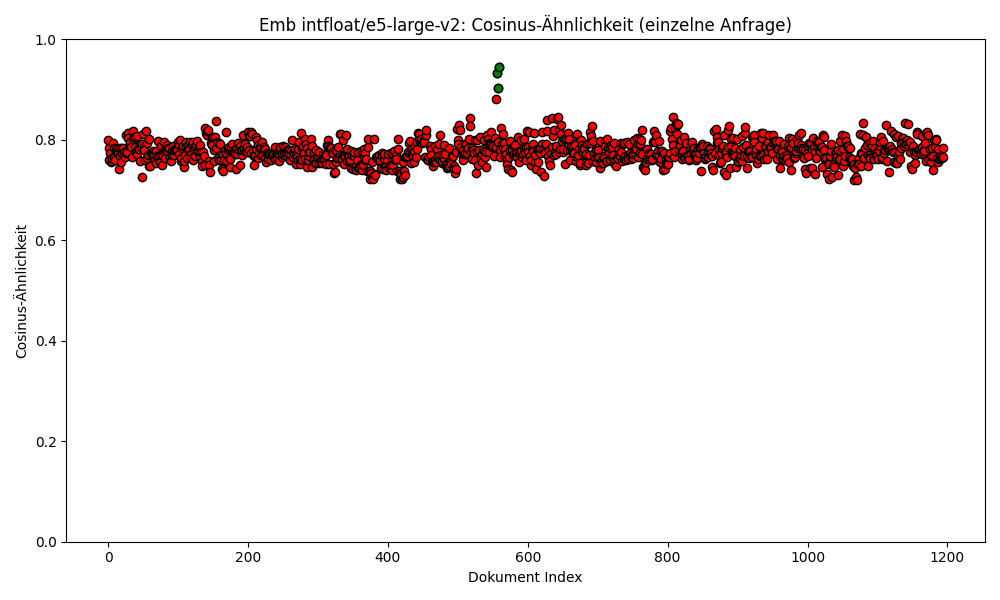 Emb intfloat/e5-large-v2: Cosinus-Ähnlichkeit (einzelne Anfrage)
1.0
0.8
0.6
0.4
0.2
0.0
Cosinus-Ähnlichkeit
0 200 400 600 800 1000 1200
Dokument Index